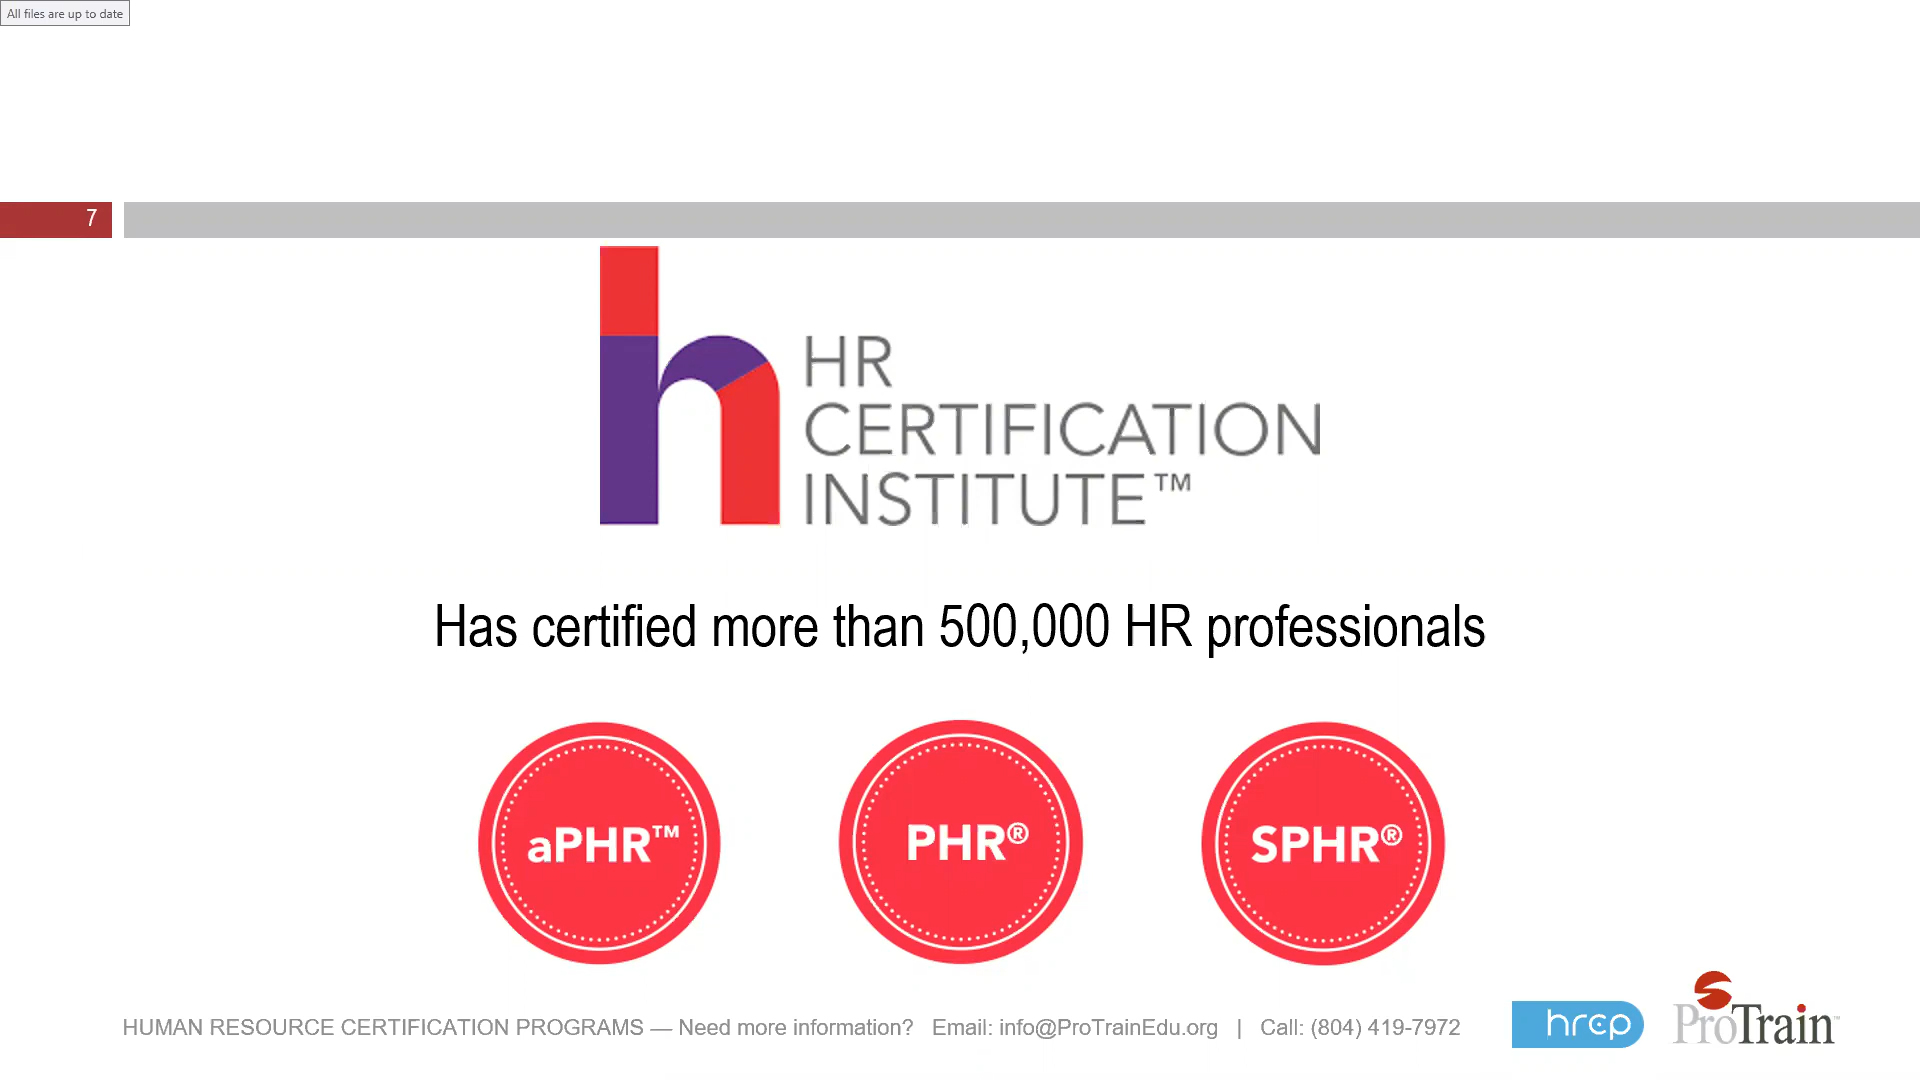 All files are up to date
7
HR
CERTIFICATION
INSTITUTE™
Has certified more than 500,000 HR professionals
aPHR™ PHR® SPHR®
HUMAN RESOURCE CERTIFICATION PROGRAMS — Need more information? Email: info@ProTrainEdu.org | Call: (804) 419-7972
hrcp
ProTrain™